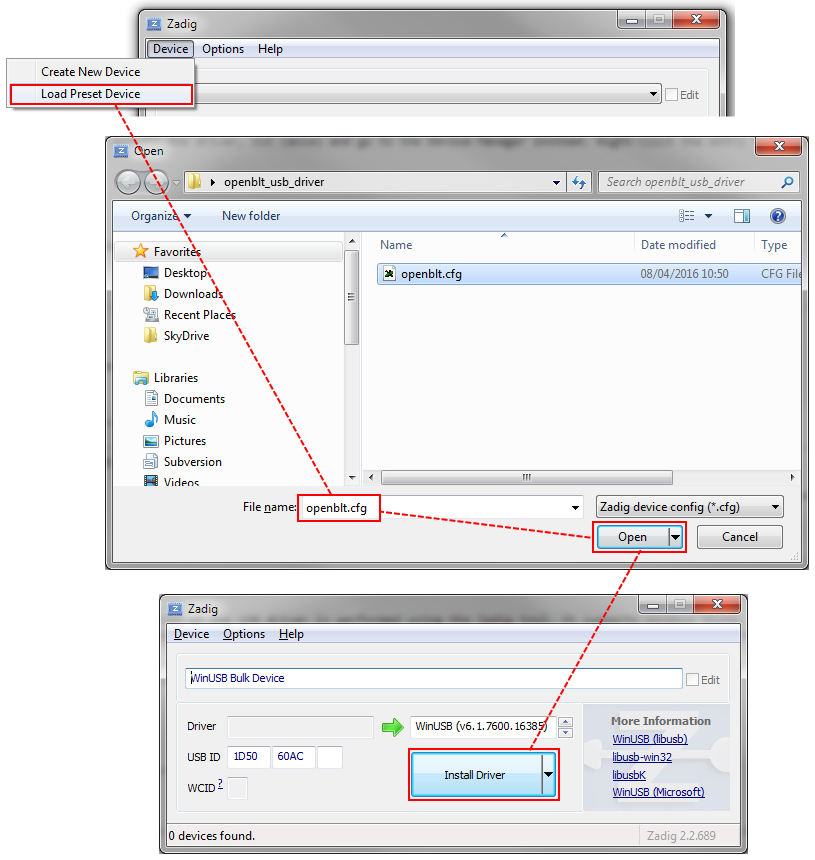 Zadig
Device Options Help
Create New Device
Load Preset Device
Edit
Open
openblt_usb_driver
Search openblt_usb_driver
Organize
New folder
Name
Date modified
Type
Favorites
openblt.cfg
08/04/2016 10:50
CFG File
Desktop
Downloads
Recent Places
SkyDrive
Libraries
Documents
Music
Pictures
Subversion
Videos
File name:
openblt.cfg
Zadig device config (*.cfg)
Open
Cancel
Zadig
Device Options Help
WinUSB Bulk Device
Edit
Driver
WinUSB (v6.1.7600.16385)
More Information
WinUSB (libusb)
USB ID 1D50 60AC
libusb-win32
Install Driver
libusbK
WCID ?
WinUSB (Microsoft)
0 devices found.
Zadig 2.2.689